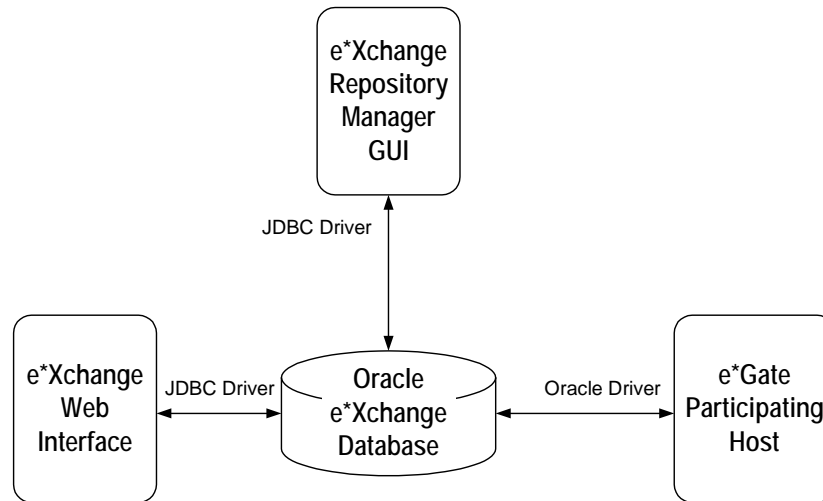 e*Xchange
Repository
Manager
GUI
JDBC Driver
e*Xchange
Web
Interface
JDBC Driver
Oracle
e*Xchange
Database
Oracle Driver
e*Gate
Participating
Host